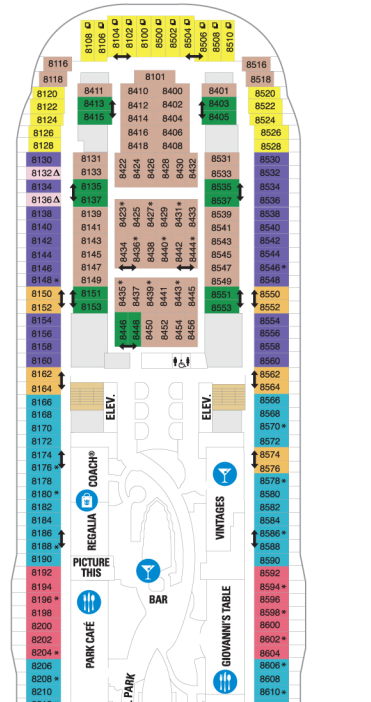 8108 8106 8104 8102 8100 8500 8502 8504 8506 8508 8510
8116 8516
8118 8101 8518
8120 8411 8410 8400 8401 8520
8122 8413 8412 8402 8403 8522
8124 8415 8414 8404 8405 8524
8126 8416 8406 8526
8128 8418 8408 8528
8130 8131 8422 8424 8426 8428 8430 8432 8531 8530
8132 Δ 8133 8533 8532
8134 8135 8535 8534
8136 Δ 8137 8537 8536
8138 8139 8423* 8425 8427* 8429 8431* 8433 8539 8538
8140 8141 8541 8540
8142 8143 8434 8436* 8438 8440* 8442 8444* 8543 8542
8144 8145 8545 8544
8146 8147 8547 8546*
8148* 8149 8549 8548
8150 8151 8435* 8437 8439* 8441 8443* 8445 8551 8550
8152 8153 8553 8552
8154 8446 8448 8450 8452 8454 8456 8554
8156 8556
8158 8558
8160 8560
8162 8562
8164 8564
8166 ELEV. ELEV. 8566
8168 8568
8170 8570*
8172 8572
8174 8574
8176* 8576
8178 8578*
8180* 8580
8182 8582
8184 8584
8186 8586*
8188* 8588
8190 8590
REGALIA COACH®
VINTAGES
PICTURE
THIS
8192 8592
8194 8594*
8196* 8596
8198 8598*
8200 8600
8202 8602*
8204* 8604
8206 8606*
8208* 8608
8210 8610*
BAR
PARK CAFÉ
GIOVANNI'S TABLE
PARK